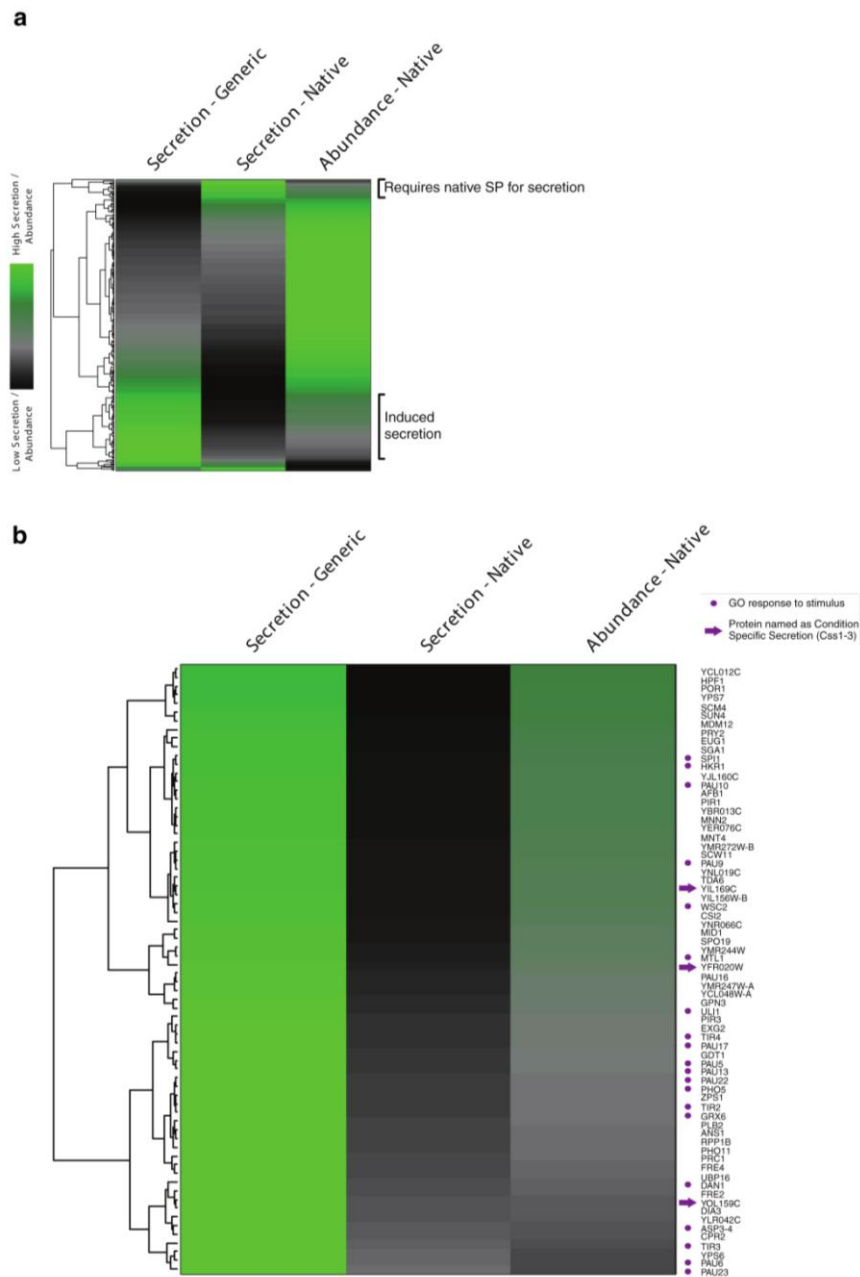 a
Secretion - Generic
Secretion - Native
Abundance - Native
High Secretion /
Abundance
Low Secretion /
Abundance
Requires native SP for secretion
Induced
secretion
b
Secretion - Generic
Secretion - Native
Abundance - Native
GO response to stimulus
Protein named as Condition
Specific Secretion (Css1-3)
YCL012C
HPF1
POR1
YPS7
SCM4
SUN4
MDM12
PRY2
EUG1
SGA1
SPI1
HKR1
YJL160C
PAU10
AFB1
PIR1
YBR013C
MNN2
YER076C
MNT4
YMR272W-B
SCW11
PAU9
YNL019C
TDA6
YIL169C
YIL156W-B
WSC2
CSI2
YNR066C
MID1
SPO19
YMR244W
MTL1
YFR020W
PAU16
YMR247W-A
YCL048W-A
GPN3
ULI1
PIR3
EXG2
TIR4
PAU17
GDT1
PAU5
PAU13
PAU22
PHO5
ZPS1
TIR2
GRX6
PLB2
ANS1
RPP1B
PHO11
PRC1
FRE4
UBP16
DAN1
FRE2
YOL159C
DIA3
YLR042C
ASP3-4
CPR2
TIR3
YPS6
PAU6
PAU23